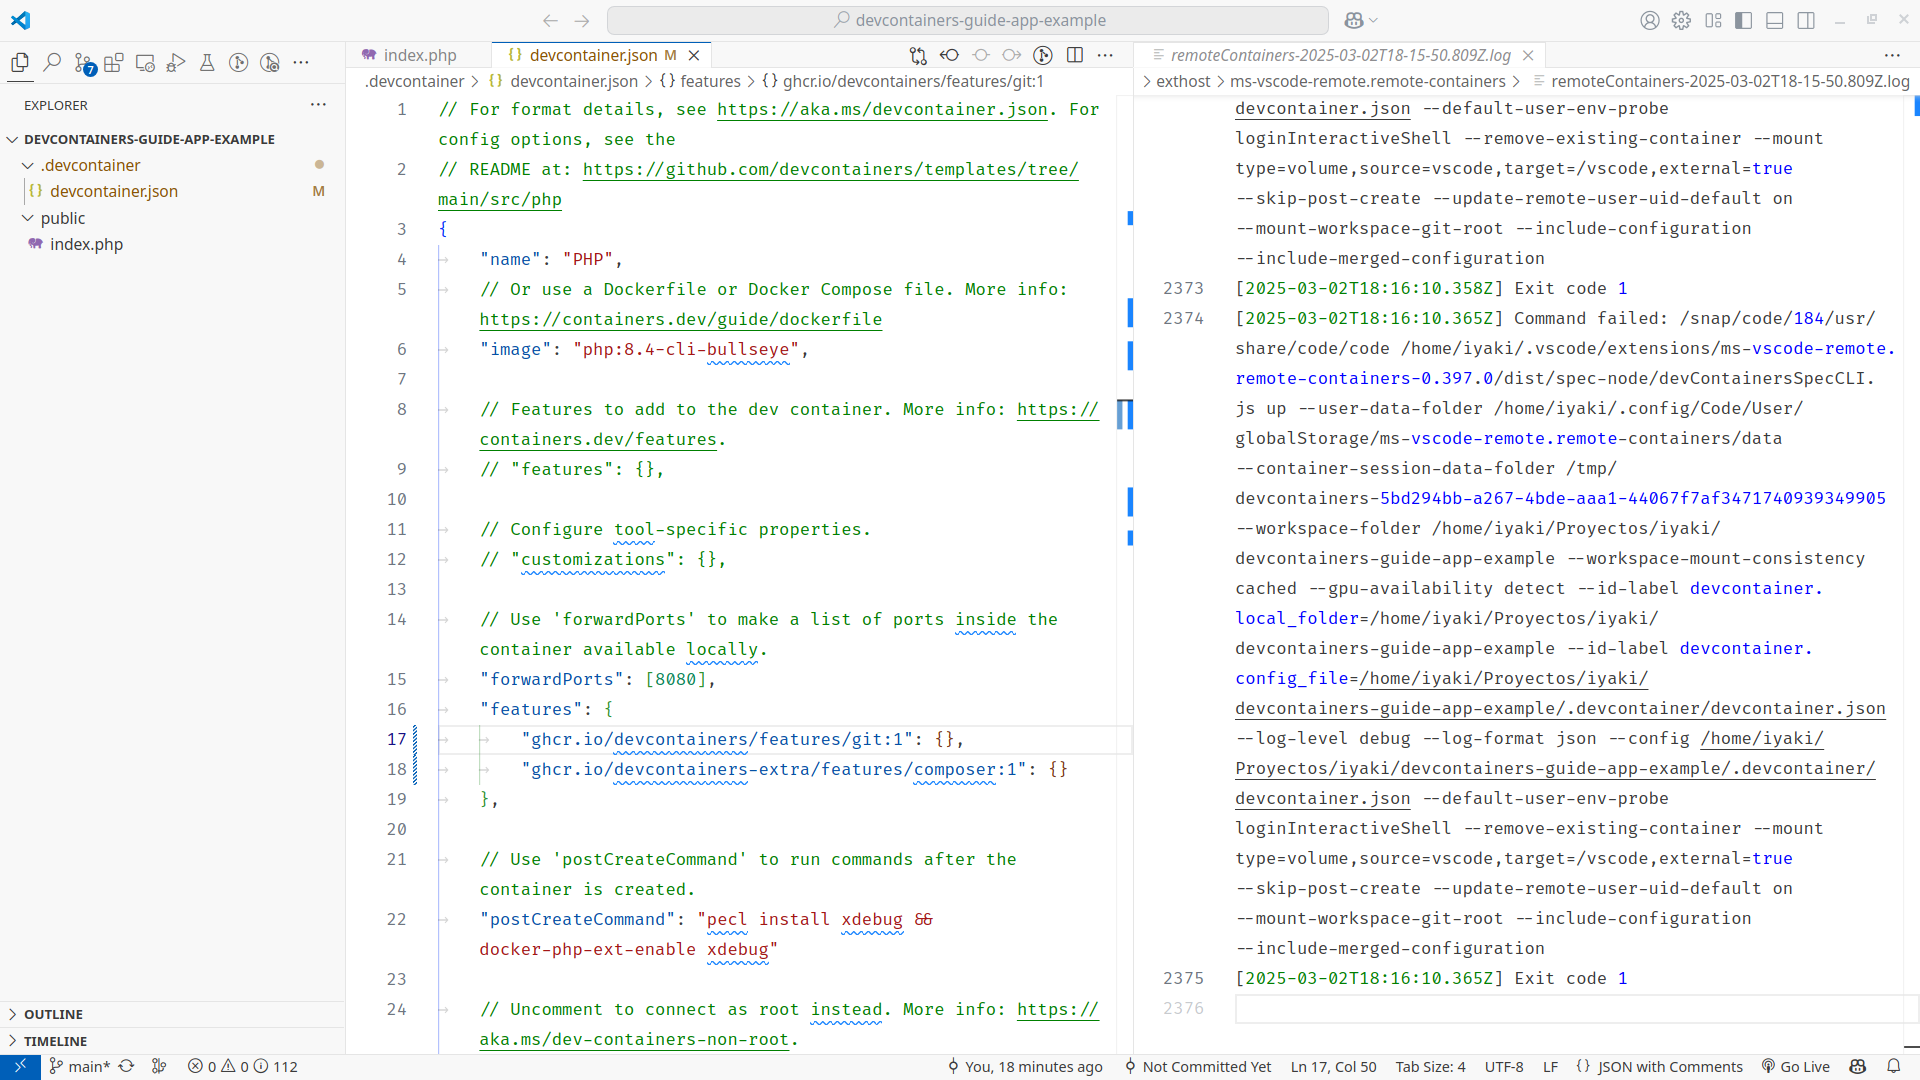 devcontainers-guide-app-example
7
EXPLORER
DEVCONTAINERS-GUIDE-APP-EXAMPLE
.devcontainer
{} devcontainer.json M
public
index.php
OUTLINE
TIMELINE
index.php
{} devcontainer.json M
.devcontainer > {} devcontainer.json > {} features > {} ghcr.io/devcontainers/features/git:1
1 // For format details, see https://aka.ms/devcontainer.json. For
config options, see the
2 // README at: https://github.com/devcontainers/templates/tree/
main/src/php
3 {
4 "name": "PHP",
5 // Or use a Dockerfile or Docker Compose file. More info:
https://containers.dev/guide/dockerfile
6 "image": "php:8.4-cli-bullseye",
7
8 // Features to add to the dev container. More info: https://
containers.dev/features.
9 // "features": {},
10
11 // Configure tool-specific properties.
12 // "customizations": {},
13
14 // Use 'forwardPorts' to make a list of ports inside the
container available locally.
15 "forwardPorts": [8080],
16 "features": {
17 "ghcr.io/devcontainers/features/git:1": {},
18 "ghcr.io/devcontainers-extra/features/composer:1": {}
19 },
20
21 // Use 'postCreateCommand' to run commands after the
container is created.
22 "postCreateCommand": "pecl install xdebug &&
docker-php-ext-enable xdebug"
23
24 // Uncomment to connect as root instead. More info: https://
aka.ms/dev-containers-non-root.
remoteContainers-2025-03-02T18-15-50.809Z.log
> exthost > ms-vscode-remote.remote-containers > remoteContainers-2025-03-02T18-15-50.809Z.log
devcontainer.json --default-user-env-probe
loginInteractiveShell --remove-existing-container --mount
type=volume,source=vscode,target=/vscode,external=true
--skip-post-create --update-remote-user-uid-default on
--mount-workspace-git-root --include-configuration
--include-merged-configuration
2373 [2025-03-02T18:16:10.358Z] Exit code 1
2374 [2025-03-02T18:16:10.365Z] Command failed: /snap/code/184/usr/
share/code/code /home/iyaki/.vscode/extensions/ms-vscode-remote.
remote-containers-0.397.0/dist/spec-node/devContainersSpecCLI.
js up --user-data-folder /home/iyaki/.config/Code/User/
globalStorage/ms-vscode-remote.remote-containers/data
--container-session-data-folder /tmp/
devcontainers-5bd294bb-a267-4bde-aaa1-44067f7af3471740939349905
--workspace-folder /home/iyaki/Proyectos/iyaki/
devcontainers-guide-app-example --workspace-mount-consistency
cached --gpu-availability detect --id-label devcontainer.
local_folder=/home/iyaki/Proyectos/iyaki/
devcontainers-guide-app-example --id-label devcontainer.
config_file=/home/iyaki/Proyectos/iyaki/
devcontainers-guide-app-example/.devcontainer/devcontainer.json
--log-level debug --log-format json --config /home/iyaki/
Proyectos/iyaki/devcontainers-guide-app-example/.devcontainer/
devcontainer.json --default-user-env-probe
loginInteractiveShell --remove-existing-container --mount
type=volume,source=vscode,target=/vscode,external=true
--skip-post-create --update-remote-user-uid-default on
--mount-workspace-git-root --include-configuration
--include-merged-configuration
2375 [2025-03-02T18:16:10.365Z] Exit code 1
2376
main* 0 0 112 You, 18 minutes ago Not Committed Yet Ln 17, Col 50 Tab Size: 4 UTF-8 LF {} JSON with Comments Go Live